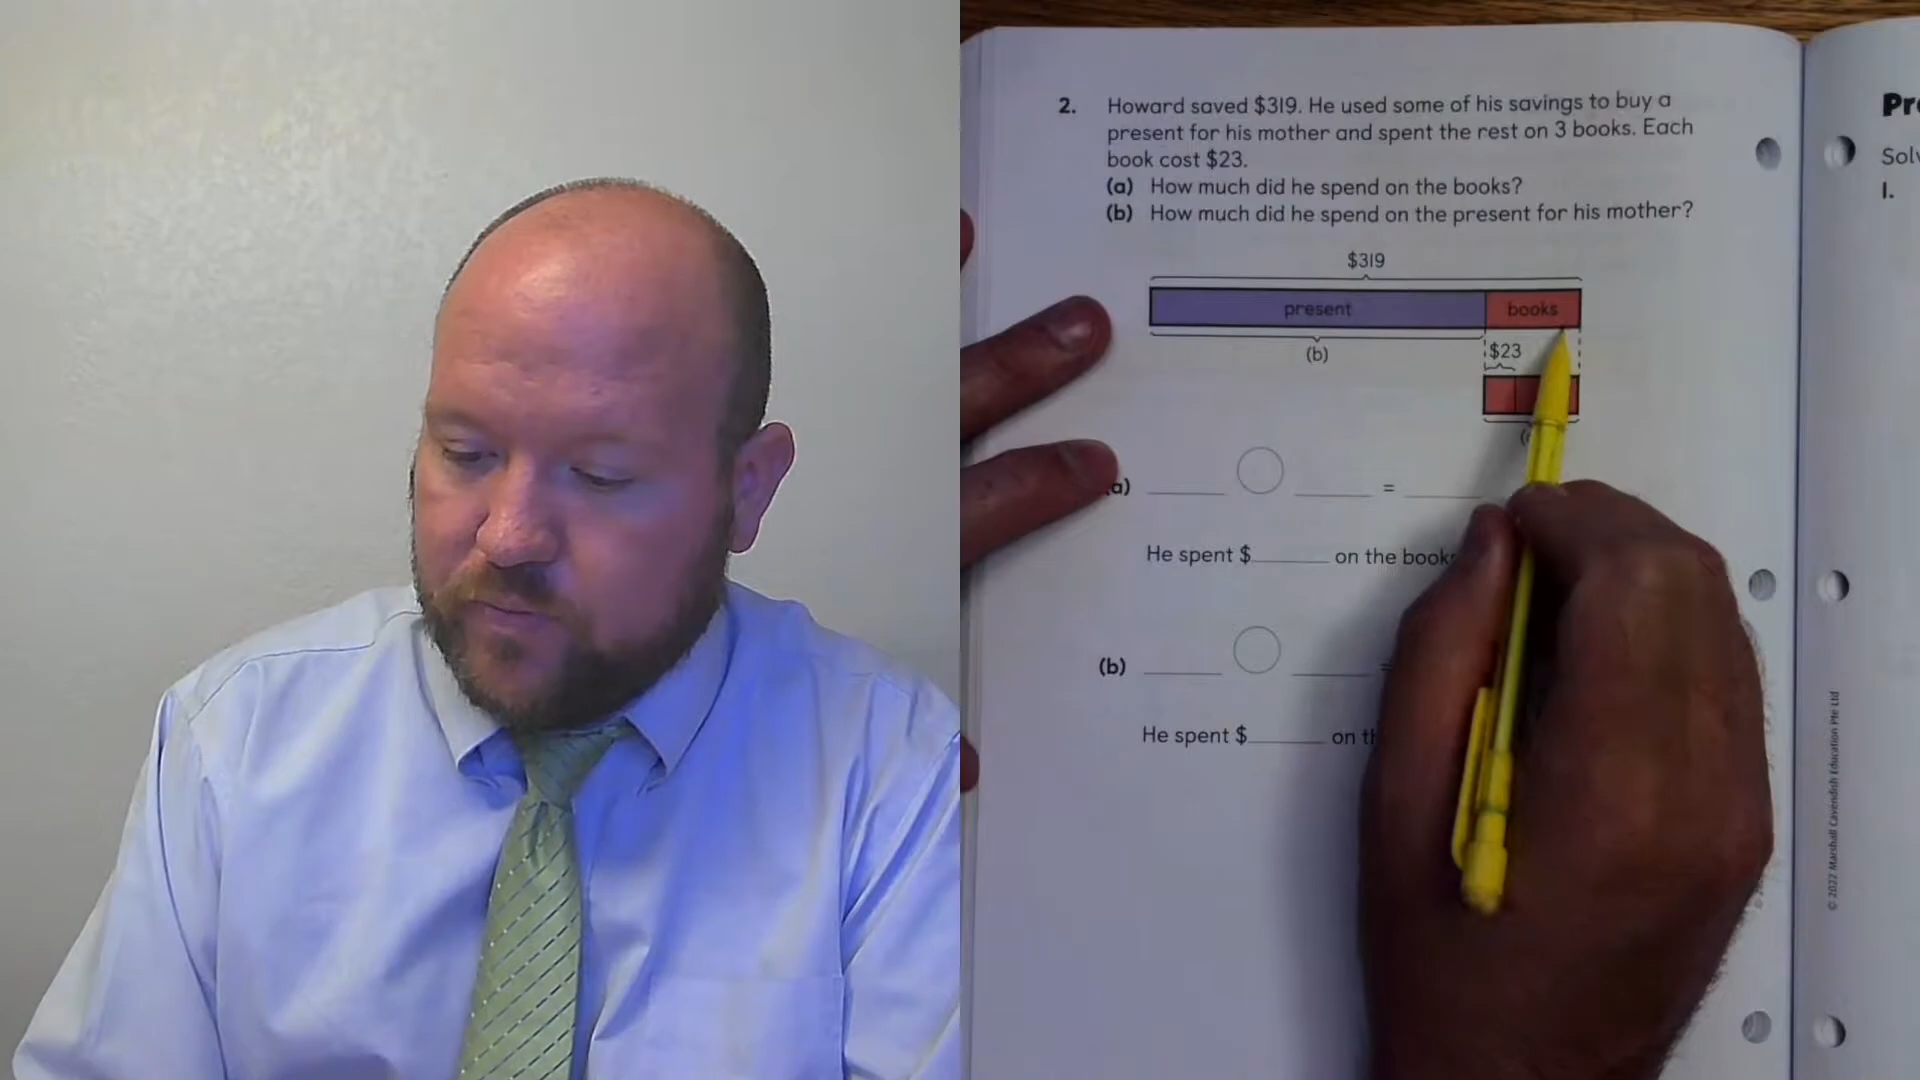 2. Howard saved $319. He used some of his savings to buy a
present for his mother and spent the rest on 3 books. Each
book cost $23.
(a) How much did he spend on the books?
(b) How much did he spend on the present for his mother?
$319
present books
(b) $23
(a) =
He spent $ on the books
(b) =
He spent $ on
© 2022 Marshall Cavendish Education Pte Ltd
1.